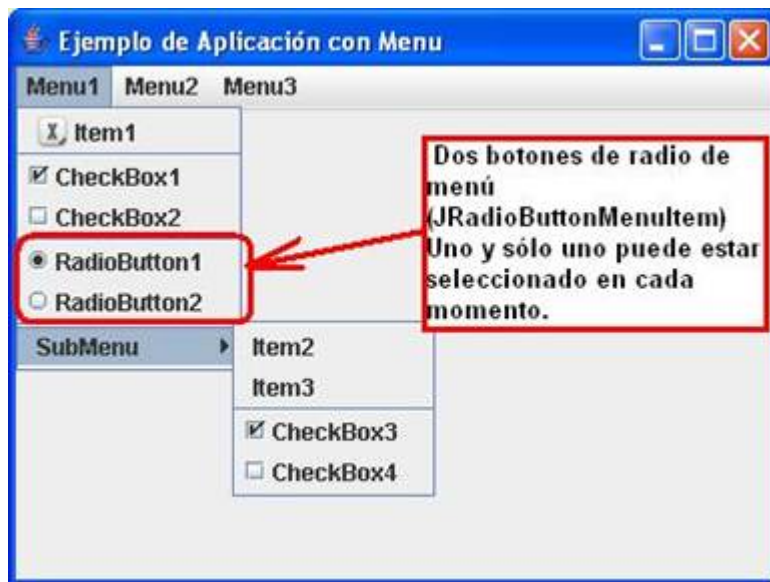 Ejemplo de Aplicación con Menu
Menu1 Menu2 Menu3
Item1
CheckBox1
CheckBox2
RadioButton1
RadioButton2
SubMenu
Item2
Item3
CheckBox3
CheckBox4
Dos botones de radio de
menú
(JRadioButtonMenuItem)
Uno y sólo uno puede estar
seleccionado en cada
momento.